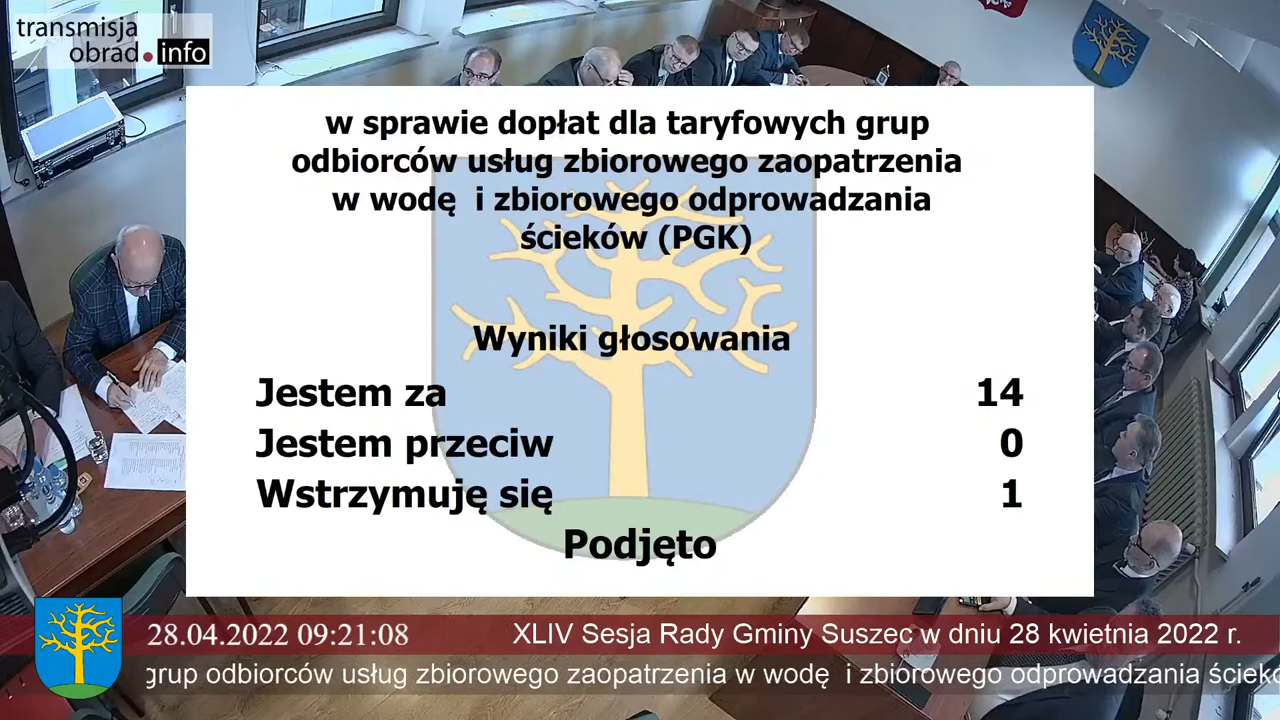 transmisja
obrad.info
w sprawie dopłat dla taryfowych grup
odbiorców usług zbiorowego zaopatrzenia
w wodę i zbiorowego odprowadzania
ścieków (PGK)
Wyniki głosowania
Jestem za 14
Jestem przeciw 0
Wstrzymuję się 1
Podjęto
28.04.2022 09:21:08 XLIV Sesja Rady Gminy Suszec w dniu 28 kwietnia 2022 r.
grup odbiorców usług zbiorowego zaopatrzenia w wodę i zbiorowego odprowadzania ściekó